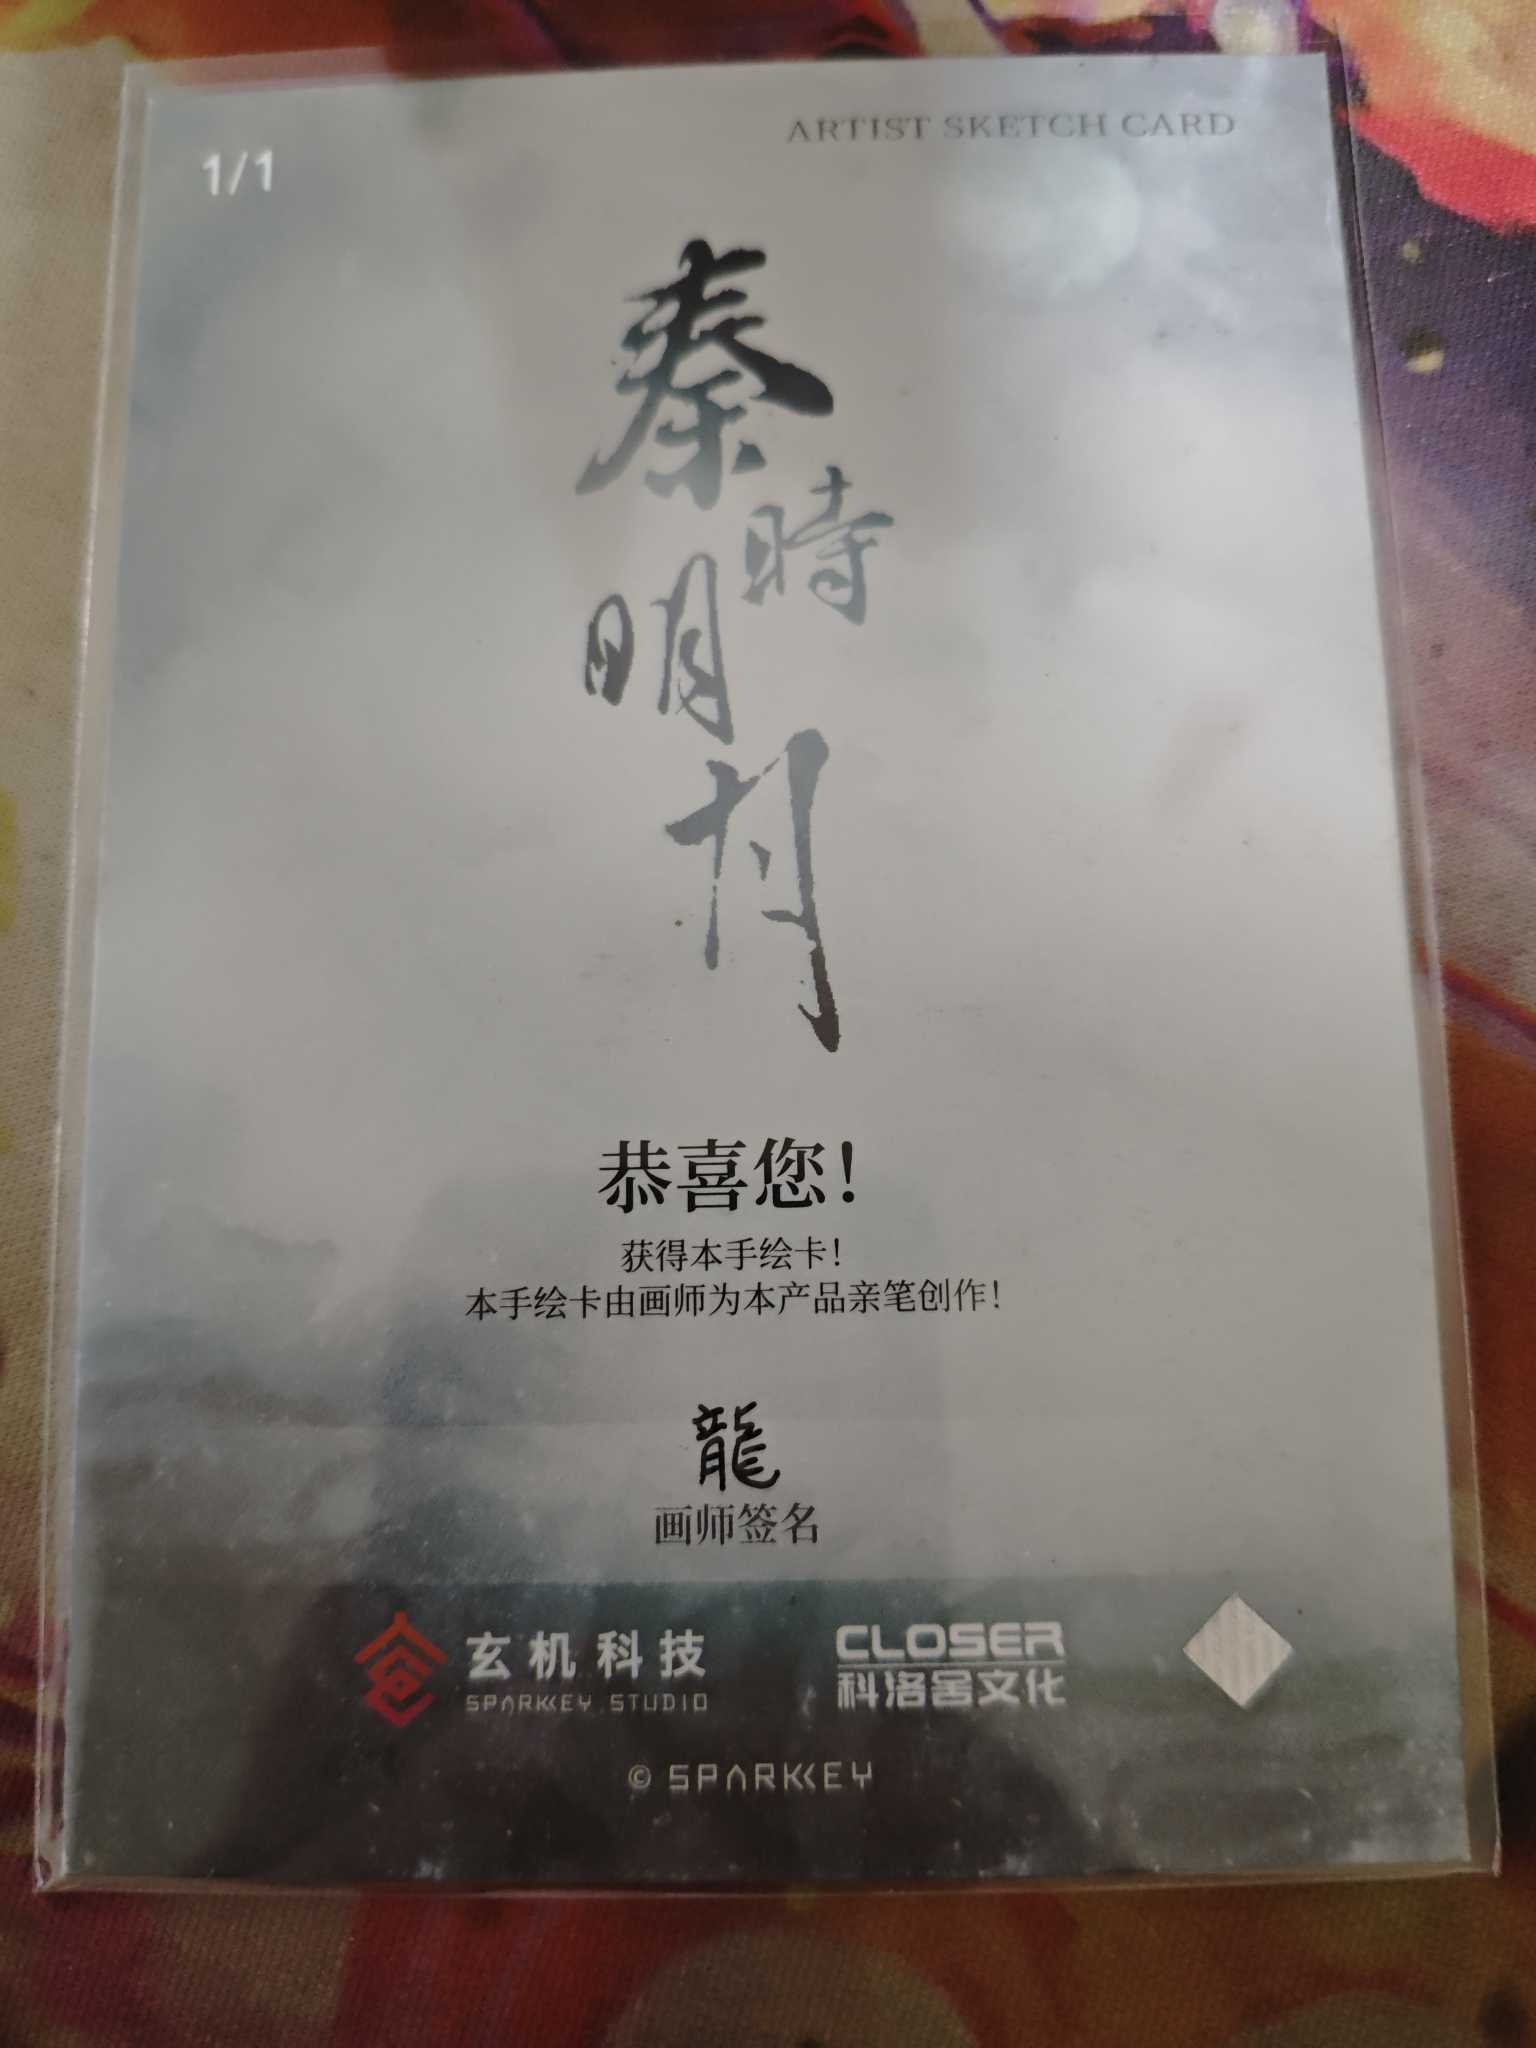 ARTIST SKETCH CARD
1/1
秦
時
明
月
恭喜您！
获得本手绘卡！
本手绘卡由画师为本产品亲笔创作！
龍
画师签名
玄机科技
SPARKKEY STUDIO
CLOSER
科洛舍文化
© SPARKKEY